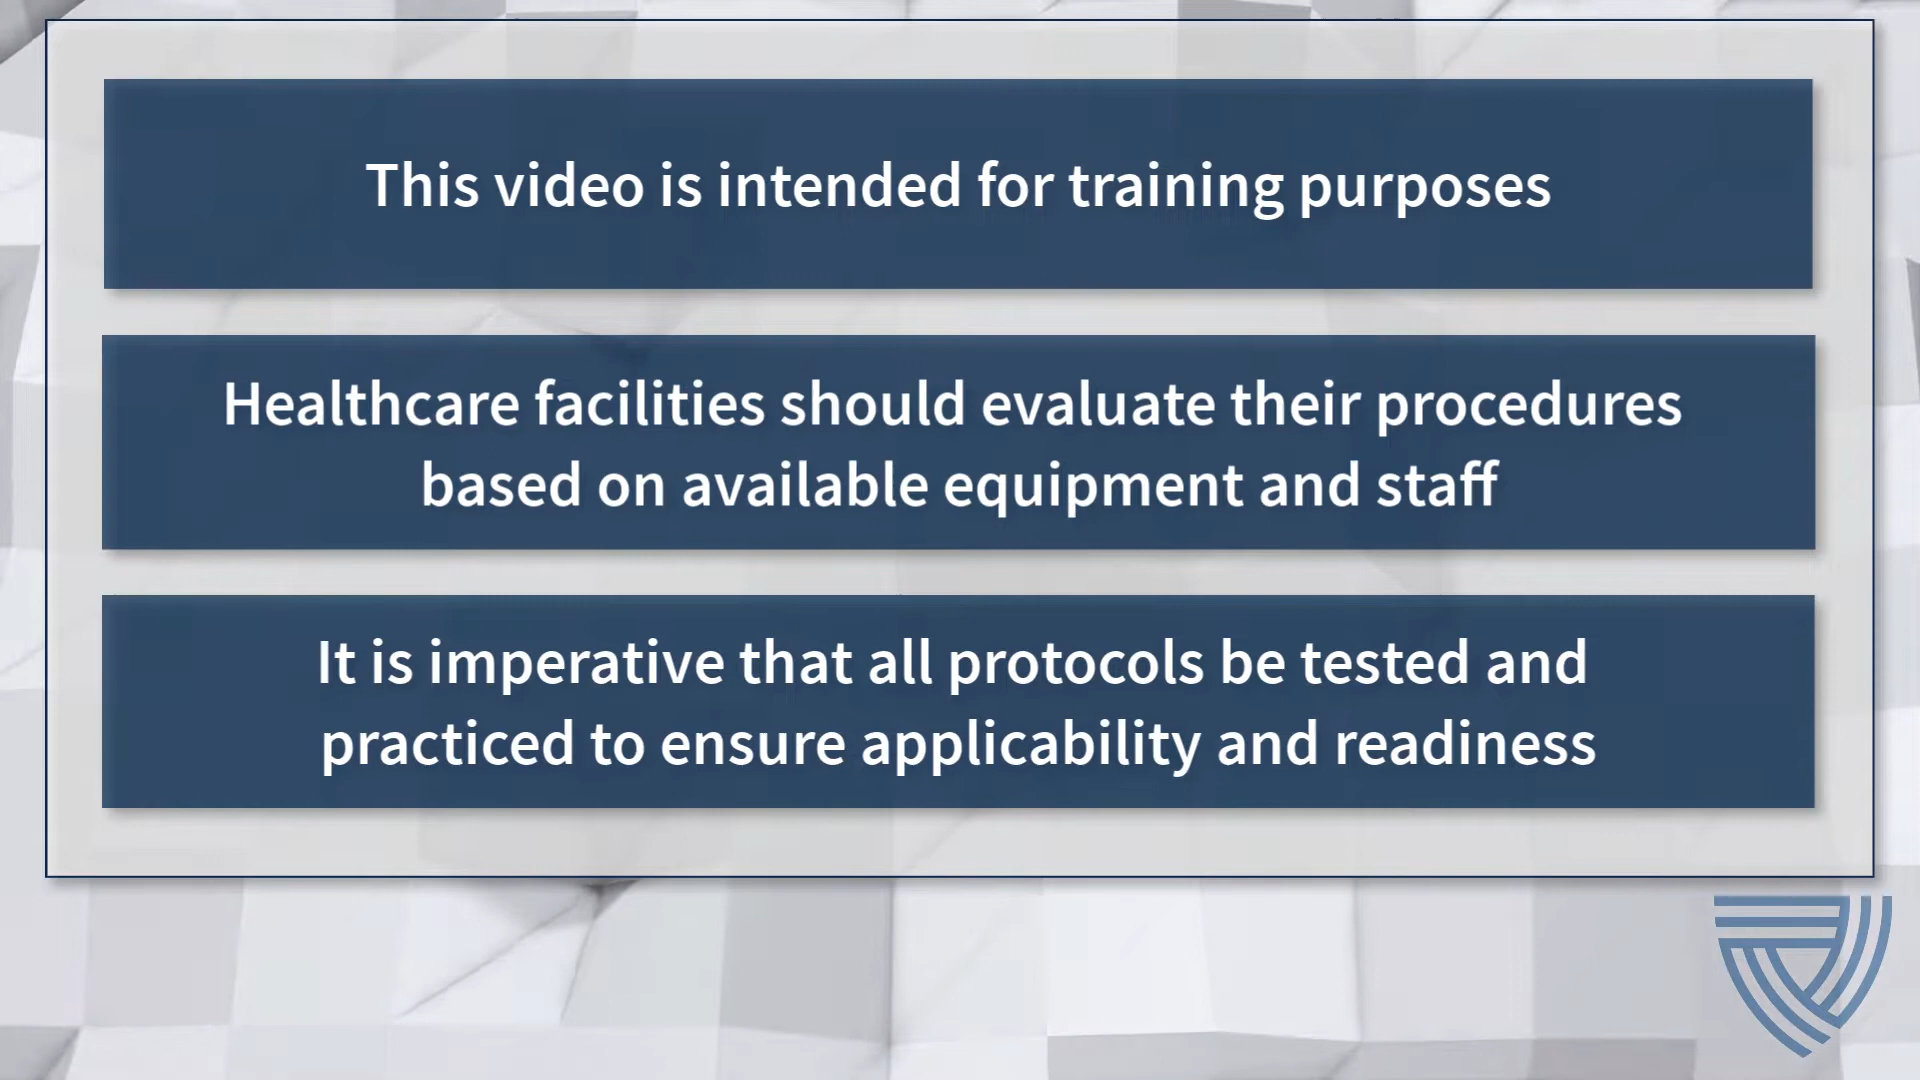 This video is intended for training purposes
Healthcare facilities should evaluate their procedures
based on available equipment and staff
It is imperative that all protocols be tested and
practiced to ensure applicability and readiness